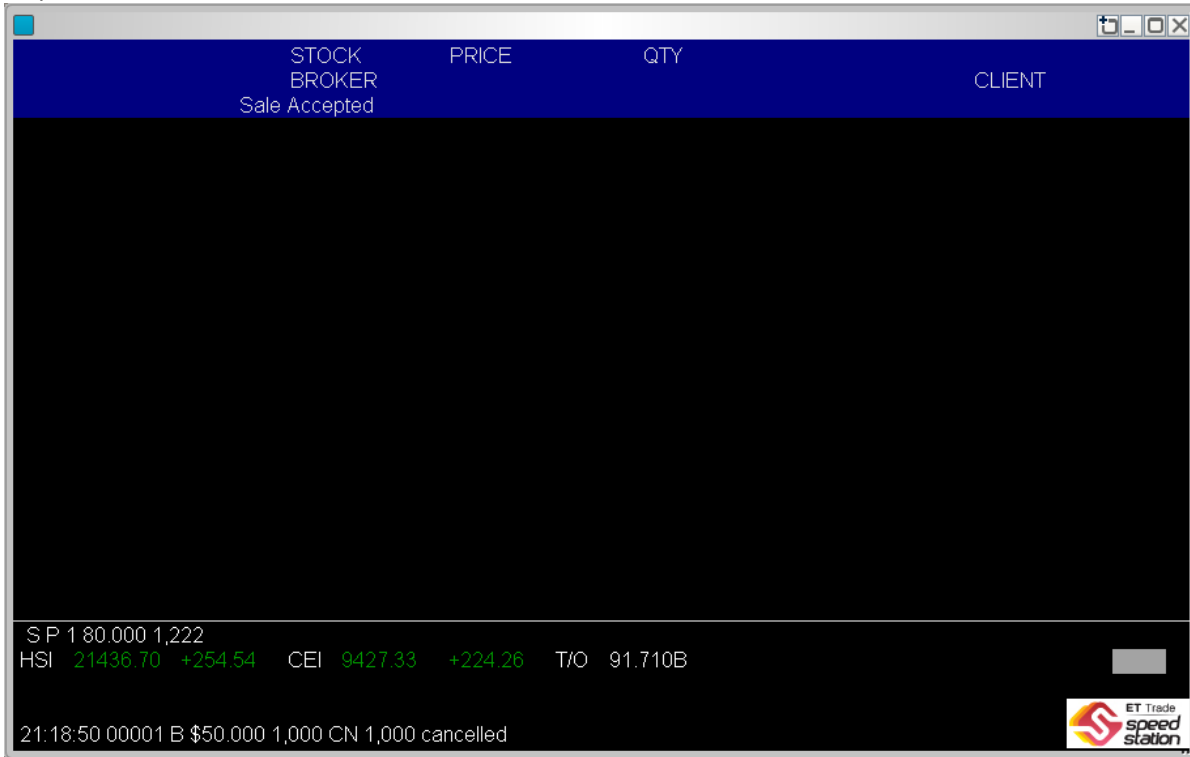 STOCK PRICE QTY
BROKER CLIENT
Sale Accepted
S P 1 80.000 1,222
HSI 21436.70 +254.54 CEI 9427.33 +224.26 T/O 91.710B
ET Trade
speed
station
21:18:50 00001 B $50.000 1,000 CN 1,000 cancelled